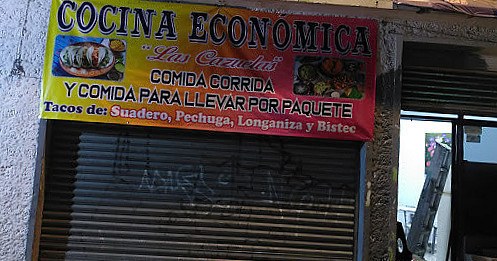 COCINA ECONÓMICA
"Las Cazuelas"
COMIDA CORRIDA
Y COMIDA PARA LLEVAR POR PAQUETE
Tacos de: Suadero, Pechuga, Longaniza y Bistec